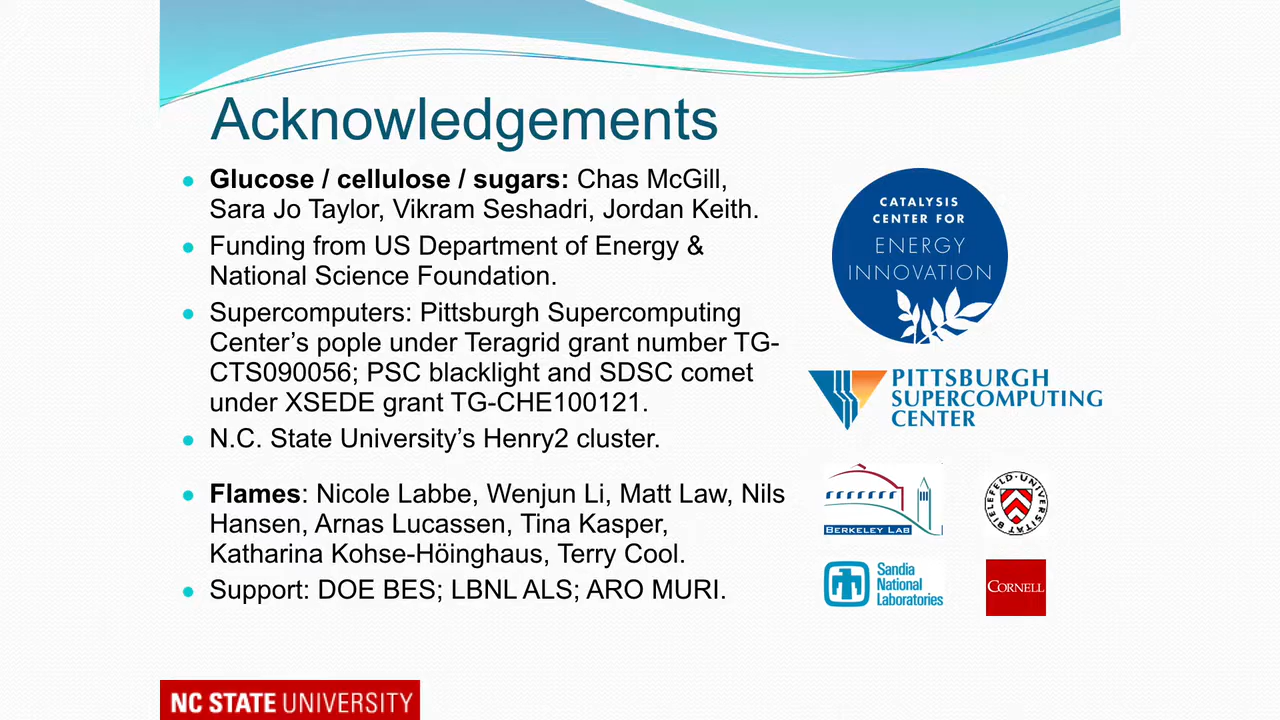 Acknowledgements
Glucose / cellulose / sugars: Chas McGill,
Sara Jo Taylor, Vikram Seshadri, Jordan Keith.
Funding from US Department of Energy &
National Science Foundation.
Supercomputers: Pittsburgh Supercomputing
Center’s pople under Teragrid grant number TG-
CTS090056; PSC blacklight and SDSC comet
under XSEDE grant TG-CHE100121.
N.C. State University’s Henry2 cluster.
Flames: Nicole Labbe, Wenjun Li, Matt Law, Nils
Hansen, Arnas Lucassen, Tina Kasper,
Katharina Kohse-Höinghaus, Terry Cool.
Support: DOE BES; LBNL ALS; ARO MURI.
CATALYSIS
CENTER FOR
ENERGY
INNOVATION
PITTSBURGH
SUPERCOMPUTING
CENTER
BERKELEY LAB
BIELEFELD·UNIVERSITÄT
Sandia
National
Laboratories
CORNELL
NC STATE UNIVERSITY